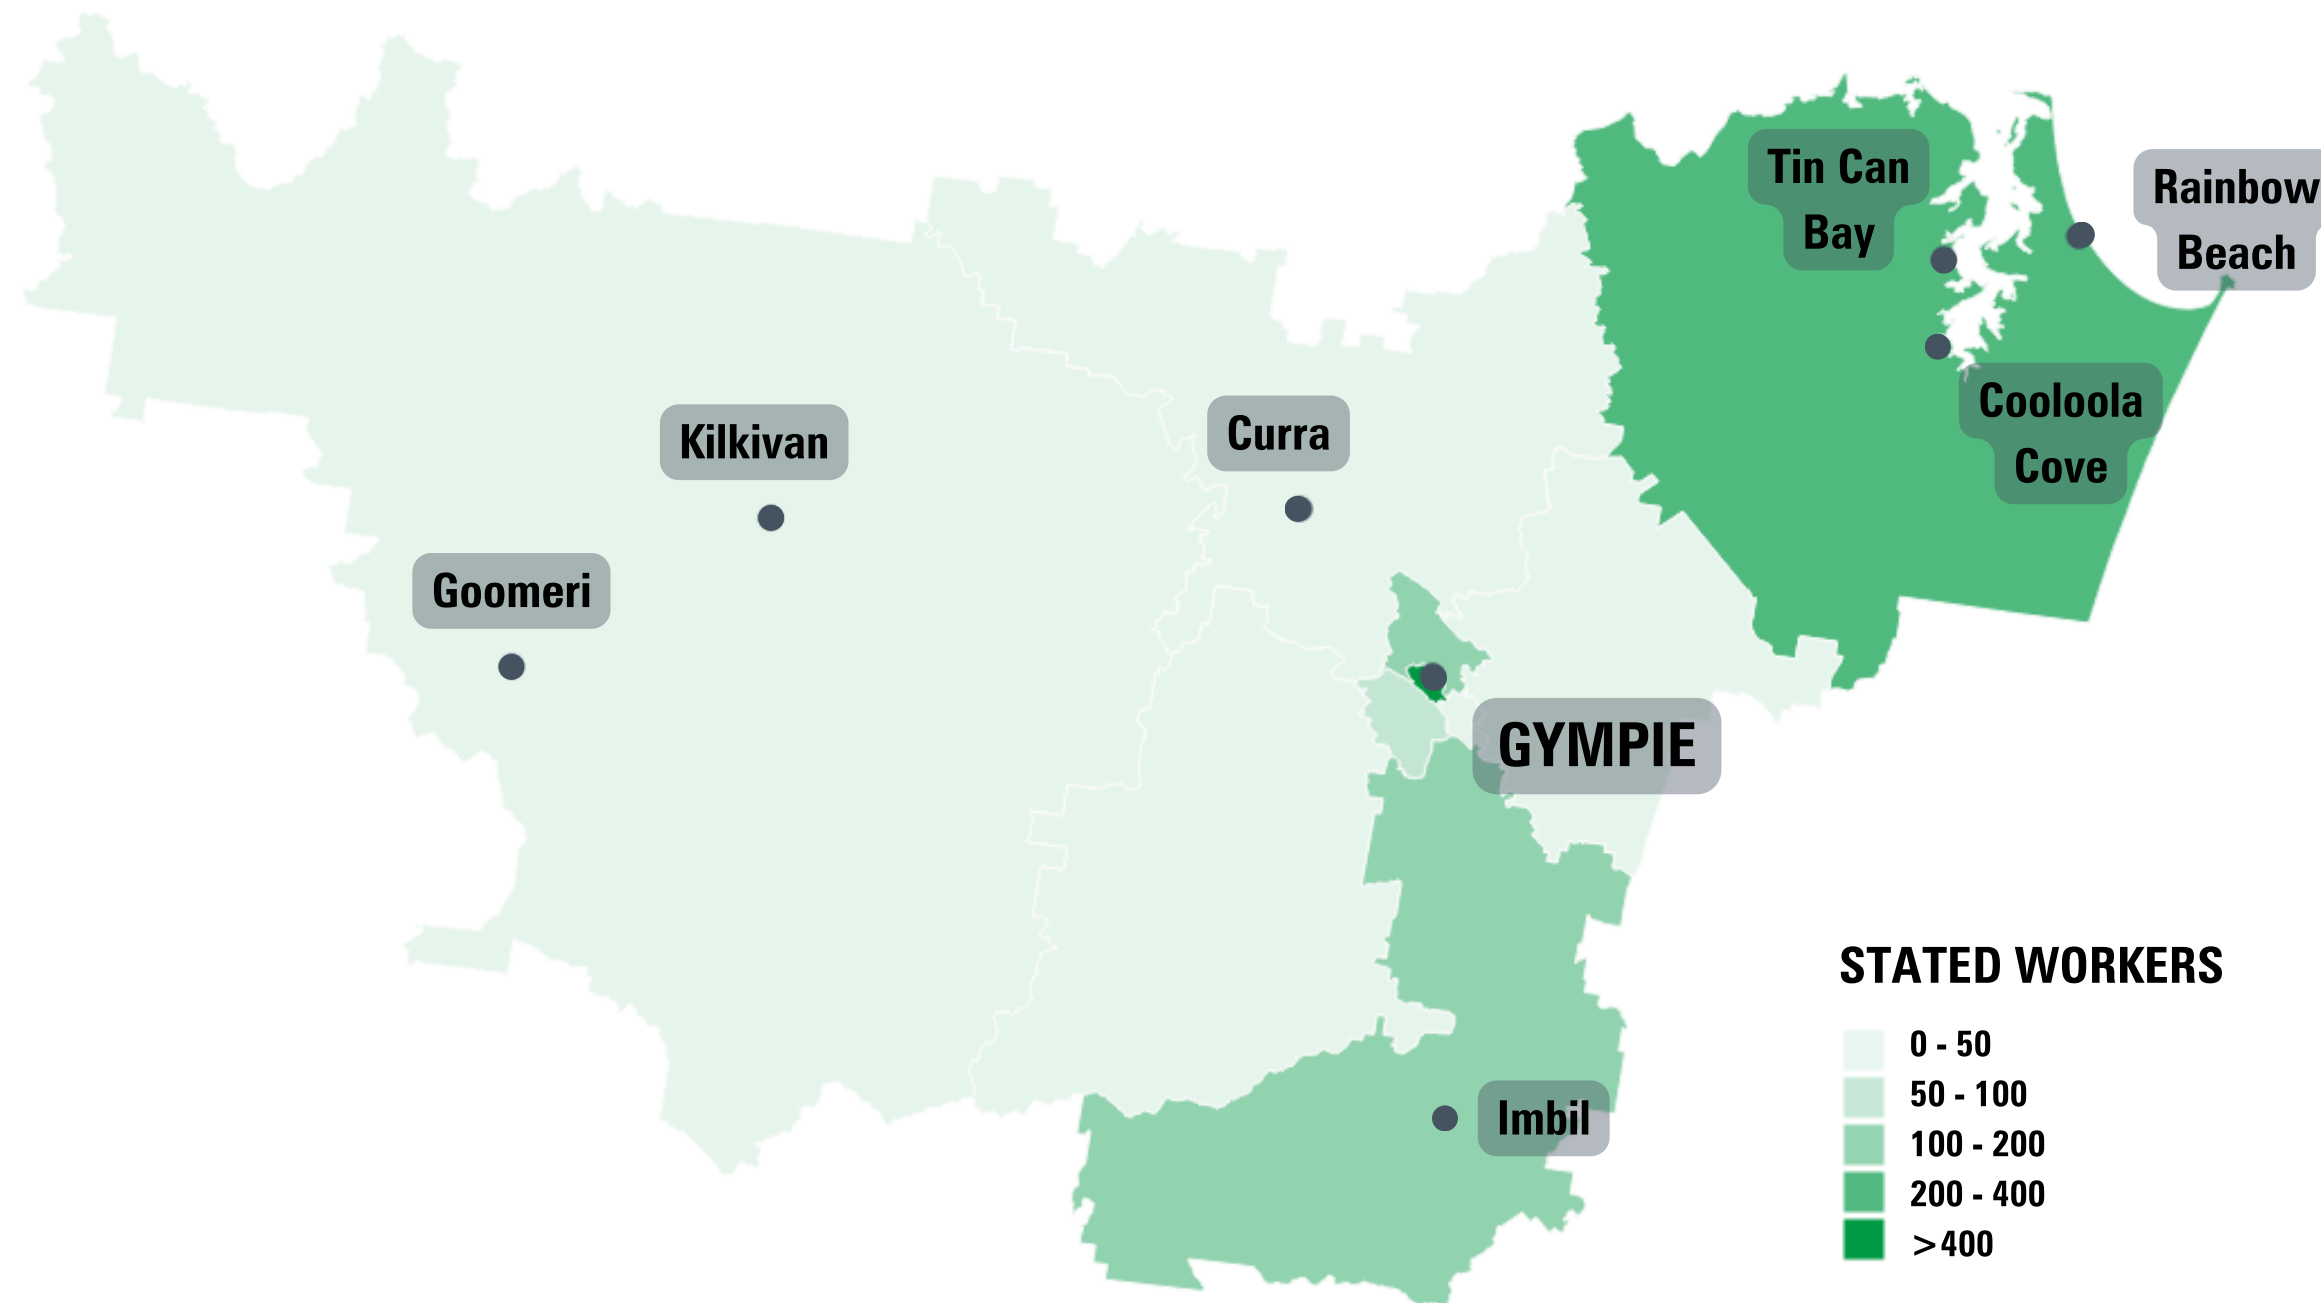 Tin Can
Bay
Rainbow
Beach
Kilkivan
Curra
Cooloola
Cove
Goomeri
GYMPIE
Imbil
STATED WORKERS
0 - 50
50 - 100
100 - 200
200 - 400
>400